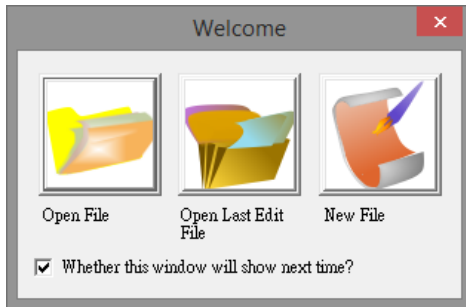 Welcome
Open File
Open Last Edit
File
New File
Whether this window will show next time?